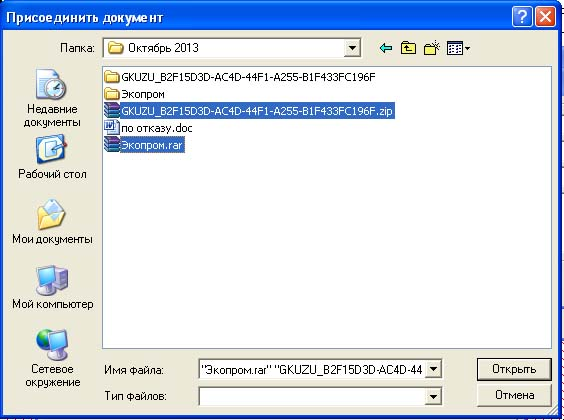 Присоединить документ
Папка: Октябрь 2013
Недавние документы
Рабочий стол
Мои документы
Мой компьютер
Сетевое окружение
GKUZU_B2F15D3D-AC4D-44F1-A255-B1F433FC196F
Экопром
GKUZU_B2F15D3D-AC4D-44F1-A255-B1F433FC196F.zip
по отказу.doc
Экопром.rar
Имя файла: "Экопром.rar" "GKUZU_B2F15D3D-AC4D-44
Открыть
Тип файлов:
Отмена